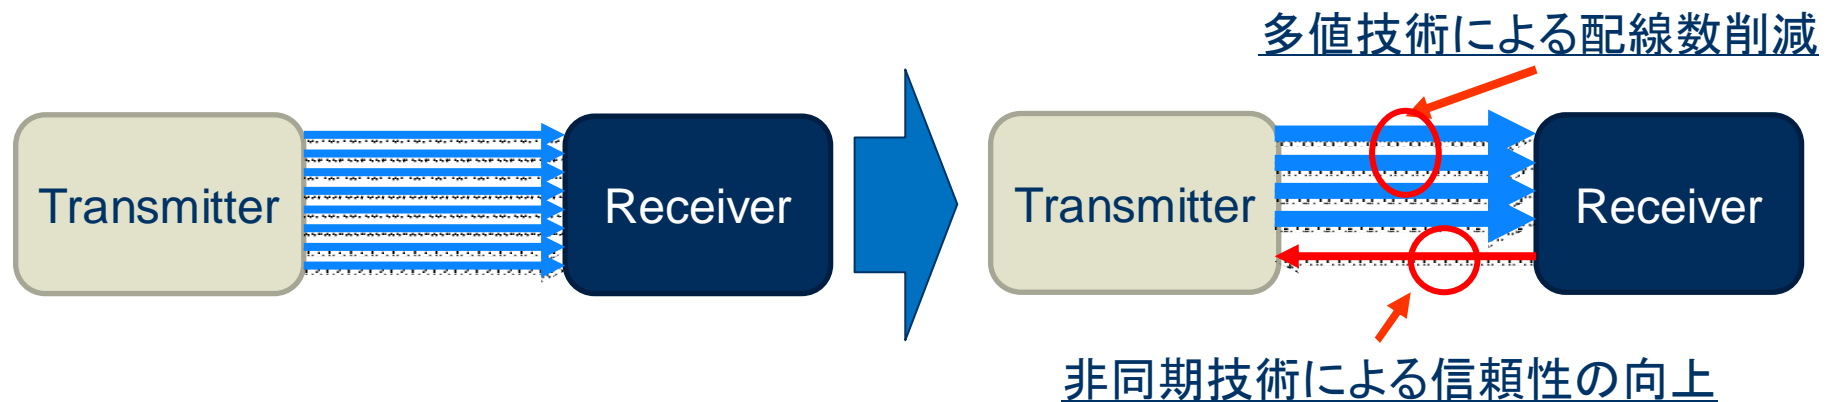 多値技術による配線数削減
Transmitter
Receiver
Transmitter
Receiver
非同期技術による信頼性の向上